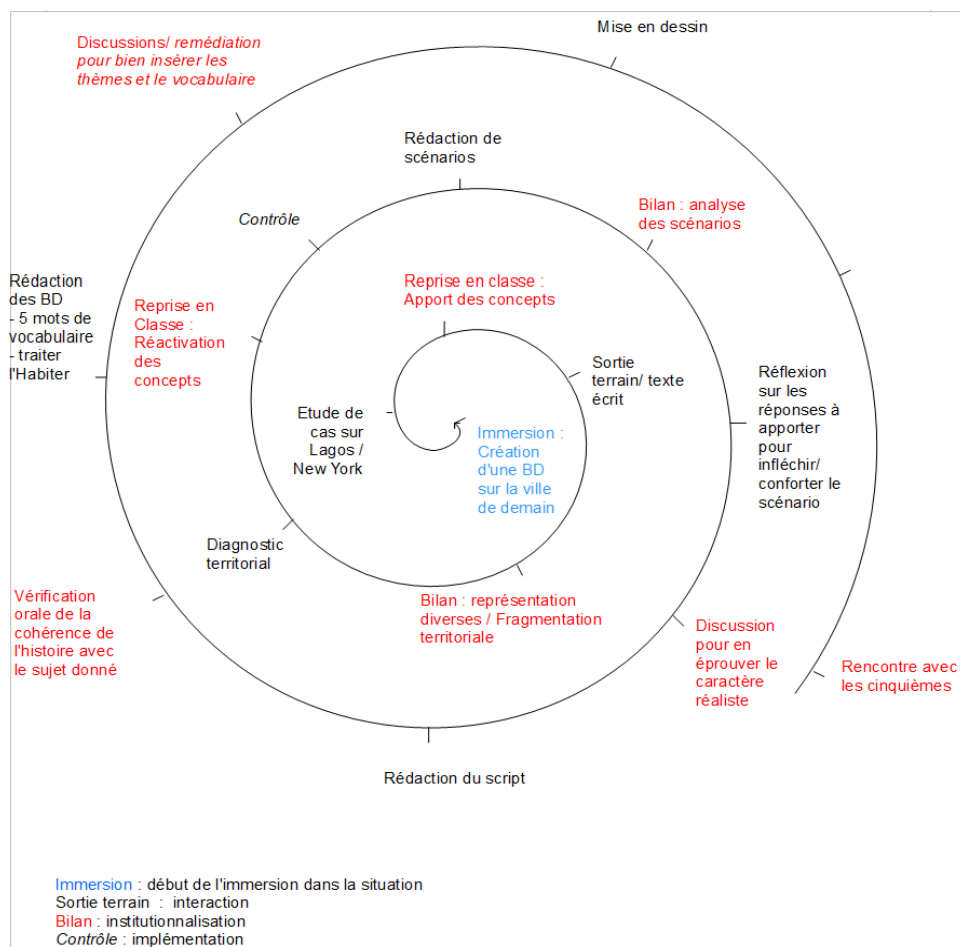 Mise en dessin
Discussions/ remédiation
pour bien insérer les
thèmes et le vocabulaire
Rédaction de
scénarios
Contrôle
Bilan : analyse
des scénarios
Rédaction
des BD
- 5 mots de
vocabulaire
- traiter
l'Habiter
Reprise en
Classe :
Réactivation
des
concepts
Reprise en classe :
Apport des concepts
Sortie
terrain/ texte
écrit
Réflexion
sur les
réponses à
apporter
pour
infléchir/
conforter le
scénario
Etude de
cas sur
Lagos /
New York
Immersion :
Création
d'une BD
sur la ville
de demain
Diagnostic
territorial
Bilan : représentation
diverses / Fragmentation
territoriale
Vérification
orale de la
cohérence de
l'histoire avec
le sujet donné
Discussion
pour en
éprouver le
caractère
réaliste
Rencontre avec
les cinquièmes
Rédaction du script
Immersion : début de l'immersion dans la situation
Sortie terrain : interaction
Bilan : institutionnalisation
Contrôle : implémentation